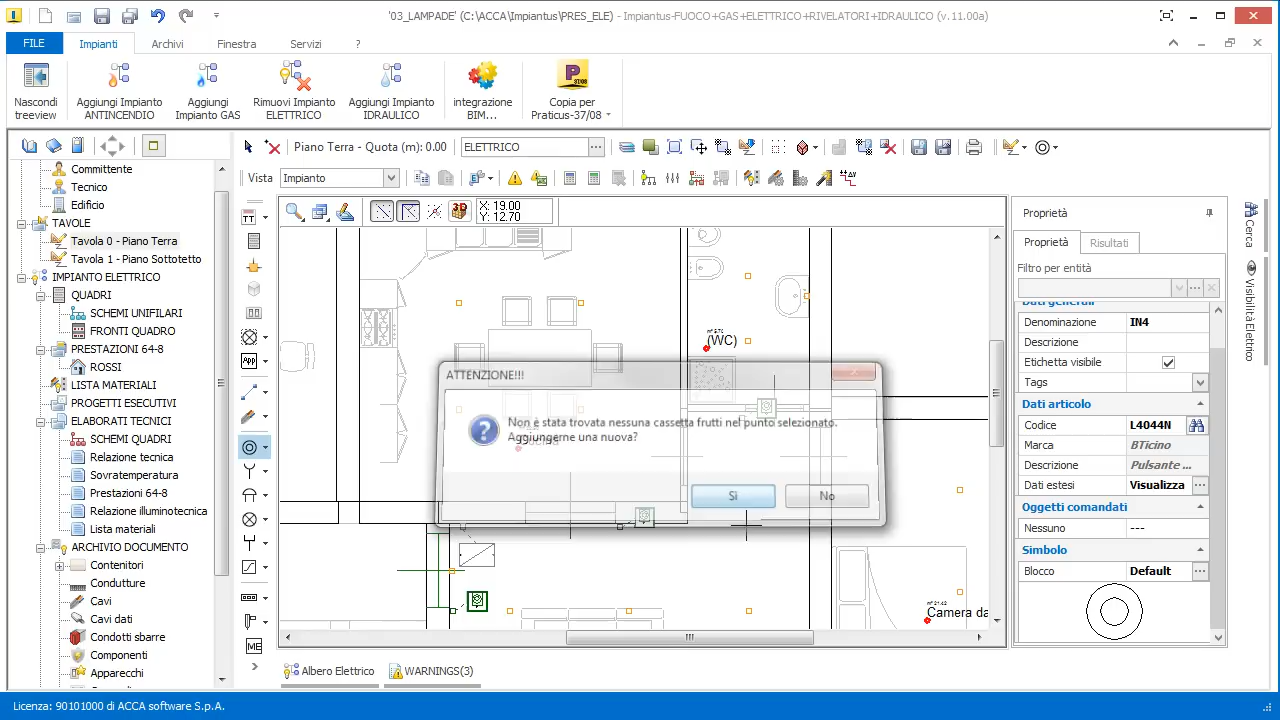 '03_LAMPADE' (C:\ACCA\Impiantus\PRES_ELE) - Impiantus-FUOCO+GAS+ELETTRICO+RIVELATORI+IDRAULICO (v.11.00a)
FILE
Impianti
Archivi
Finestra
Servizi
?
Nascondi
treeview
Aggiungi Impianto
ANTINCENDIO
Aggiungi
Impianto GAS
Rimuovi Impianto
ELETTRICO
Aggiungi Impianto
IDRAULICO
integrazione
BIM...
Copia per
Praticus-37/08
Piano Terra - Quota (m): 0.00
ELETTRICO
Vista
Impianto
X: 19.00
Y: 12.70
3D
Committente
Tecnico
Edificio
TAVOLE
Tavola 0 - Piano Terra
Tavola 1 - Piano Sottotetto
IMPIANTO ELETTRICO
QUADRI
SCHEMI UNIFILARI
FRONTI QUADRO
PRESTAZIONI 64-8
ROSSI
LISTA MATERIALI
PROGETTI ESECUTIVI
ELABORATI TECNICI
SCHEMI QUADRI
Relazione tecnica
Sovratemperatura
Prestazioni 64-8
Relazione illuminotecnica
Lista materiali
ARCHIVIO DOCUMENTO
Contenitori
Condutture
Cavi
Cavi dati
Condotti sbarre
Componenti
Apparecchi
TT
APP
ME
(WC)
Camera da
ATTENZIONE!!!
Non è stata trovata nessuna cassetta frutti nel punto selezionato.
Aggiungerne una nuova?
Sì
No
Albero Elettrico
WARNINGS(3)
Proprietà
Proprietà
Risultati
Filtro per entità
Dati generali
Denominazione
IN4
Descrizione
Etichetta visibile
Tags
Dati articolo
Codice
L4044N
Marca
BTicino
Descrizione
Pulsante ...
Dati estesi
Visualizza
Oggetti comandati
Nessuno
---
Simbolo
Blocco
Default
Cerca
Visibilità Elettrico
Licenza: 90101000 di ACCA software S.p.A.